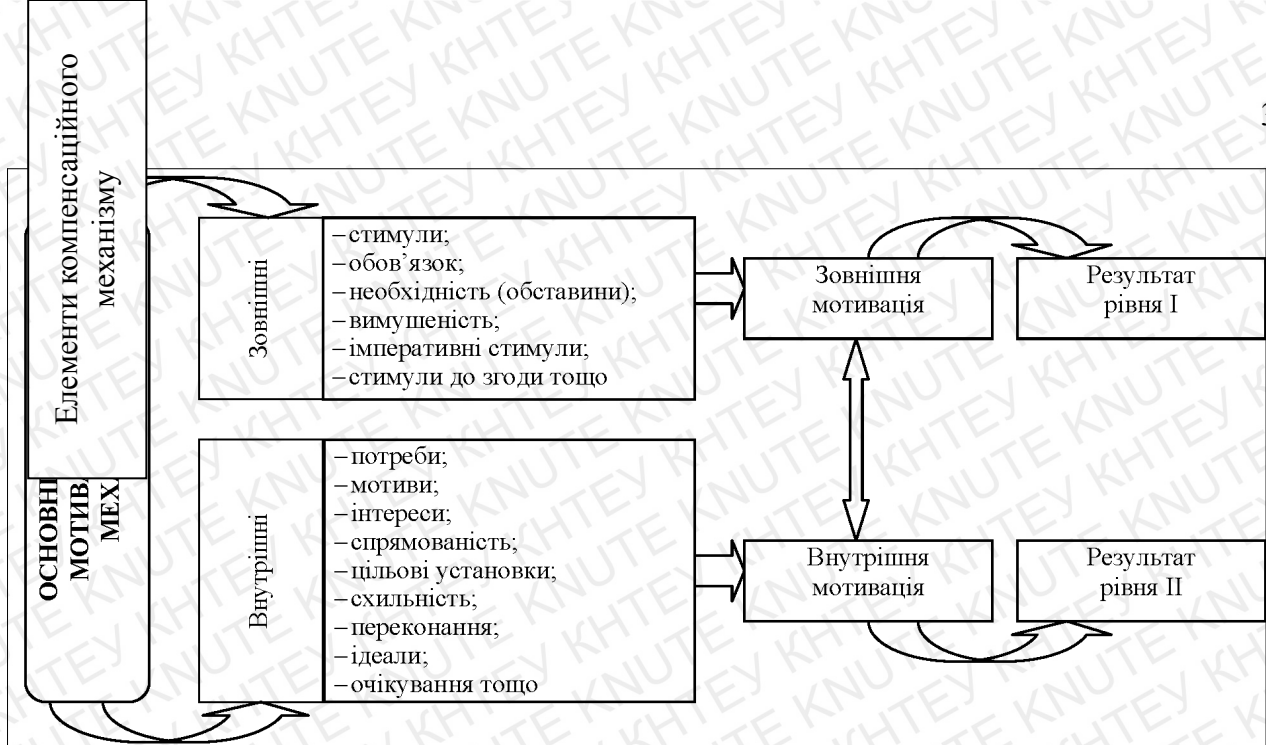 Елементи компенсаційного
механізму
ОСНОВНІ
МОТИВА
МЕХ
Зовнішні
–стимули;
–обов’язок;
–необхідність (обставини);
–вимушеність;
–імперативні стимули;
–стимули до згоди тощо
Зовнішня
мотивація
Результат
рівня І
Внутрішні
–потреби;
–мотиви;
–інтереси;
–спрямованість;
–цільові установки;
–схильність;
–переконання;
–ідеали;
–очікування тощо
Внутрішня
мотивація
Результат
рівня ІІ